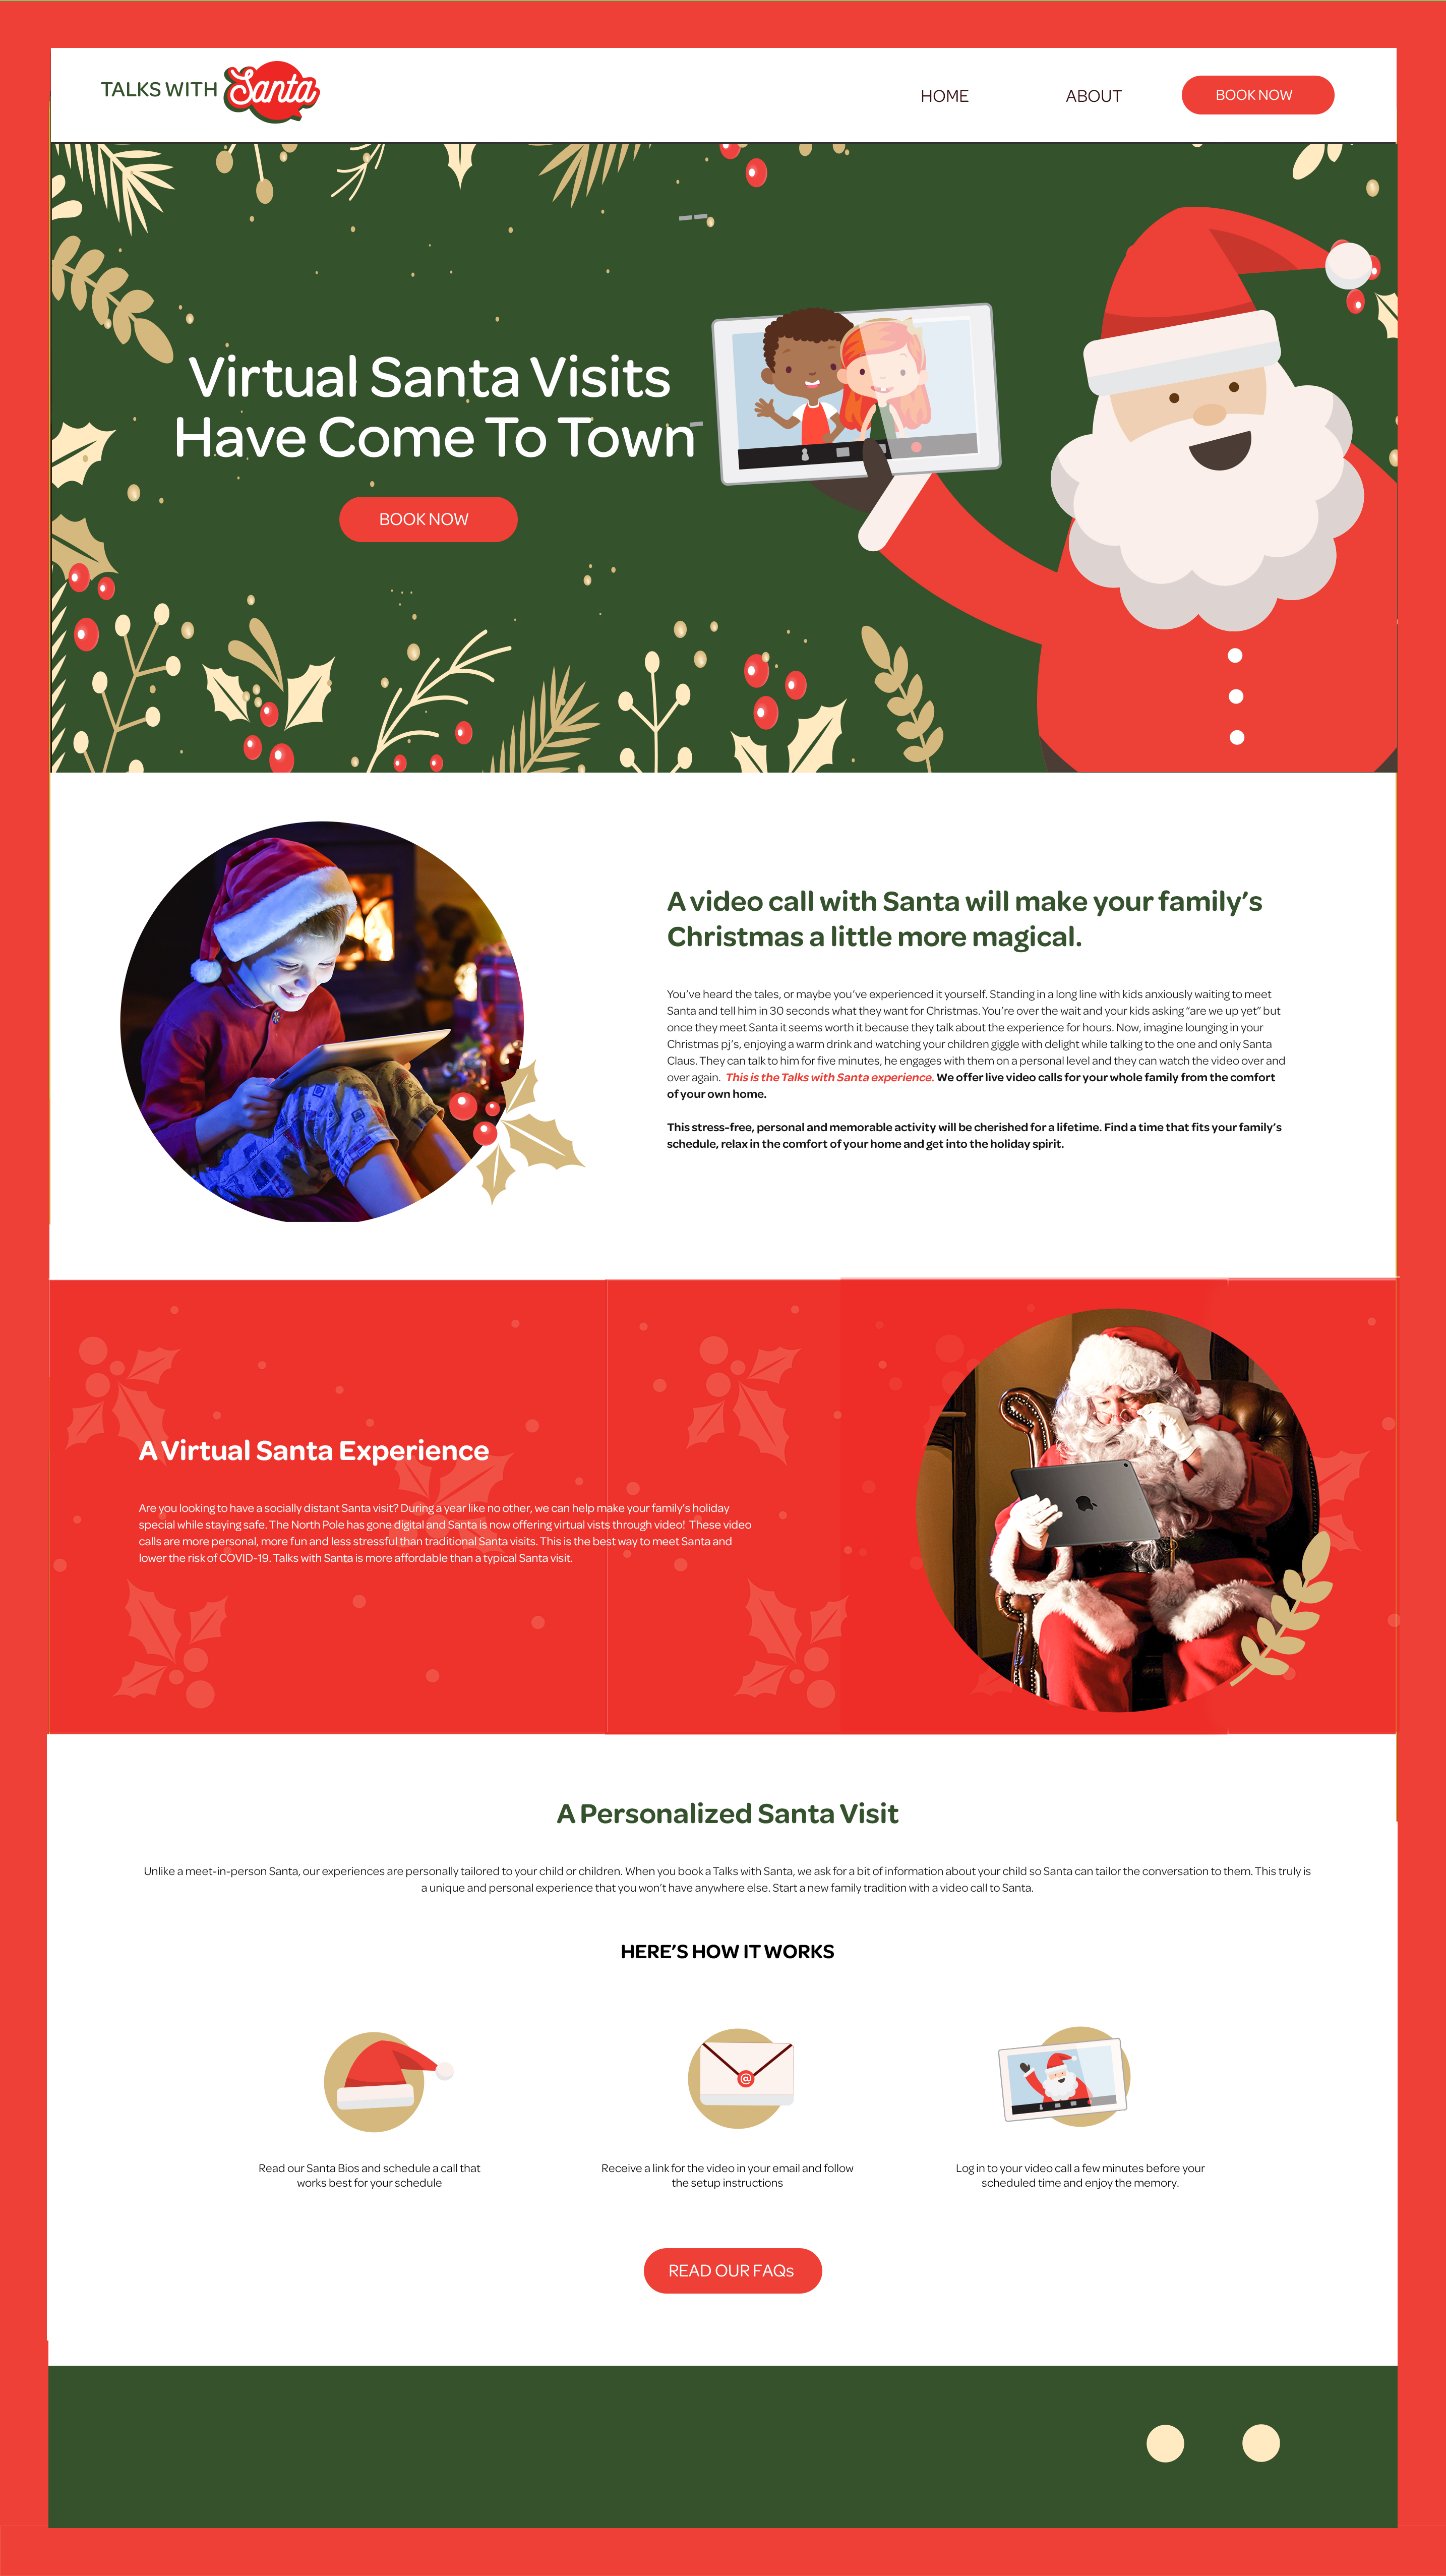 TALKS WITH Santa
HOME
ABOUT
BOOK NOW
Virtual Santa Visits
Have Come To Town
BOOK NOW
A video call with Santa will make your family’s
Christmas a little more magical.
You’ve heard the tales, or maybe you’ve experienced it yourself. Standing in a long line with kids anxiously waiting to meet
Santa and tell him in 30 seconds what they want for Christmas. You’re over the wait and your kids asking “are we up yet” but
once they meet Santa it seems worth it because they talk about the experience for hours. Now, imagine lounging in your
Christmas pj’s, enjoying a warm drink and watching your children giggle with delight while talking to the one and only Santa
Claus. They can talk to him for five minutes, he engages with them on a personal level and they can watch the video over and
over again. This is the Talks with Santa experience. We offer live video calls for your whole family from the comfort
of your own home.
This stress-free, personal and memorable activity will be cherished for a lifetime. Find a time that fits your family’s
schedule, relax in the comfort of your home and get into the holiday spirit.
A Virtual Santa Experience
Are you looking to have a socially distant Santa visit? During a year like no other, we can help make your family’s holiday
special while staying safe. The North Pole has gone digital and Santa is now offering virtual vists through video! These video
calls are more personal, more fun and less stressful than traditional Santa visits. This is the best way to meet Santa and
lower the risk of COVID-19. Talks with Santa is more affordable than a typical Santa visit.
A Personalized Santa Visit
Unlike a meet-in-person Santa, our experiences are personally tailored to your child or children. When you book a Talks with Santa, we ask for a bit of information about your child so Santa can tailor the conversation to them. This truly is
a unique and personal experience that you won’t have anywhere else. Start a new family tradition with a video call to Santa.
HERE’S HOW IT WORKS
@
Read our Santa Bios and schedule a call that
works best for your schedule
Receive a link for the video in your email and follow
the setup instructions
Log in to your video call a few minutes before your
scheduled time and enjoy the memory.
READ OUR FAQs